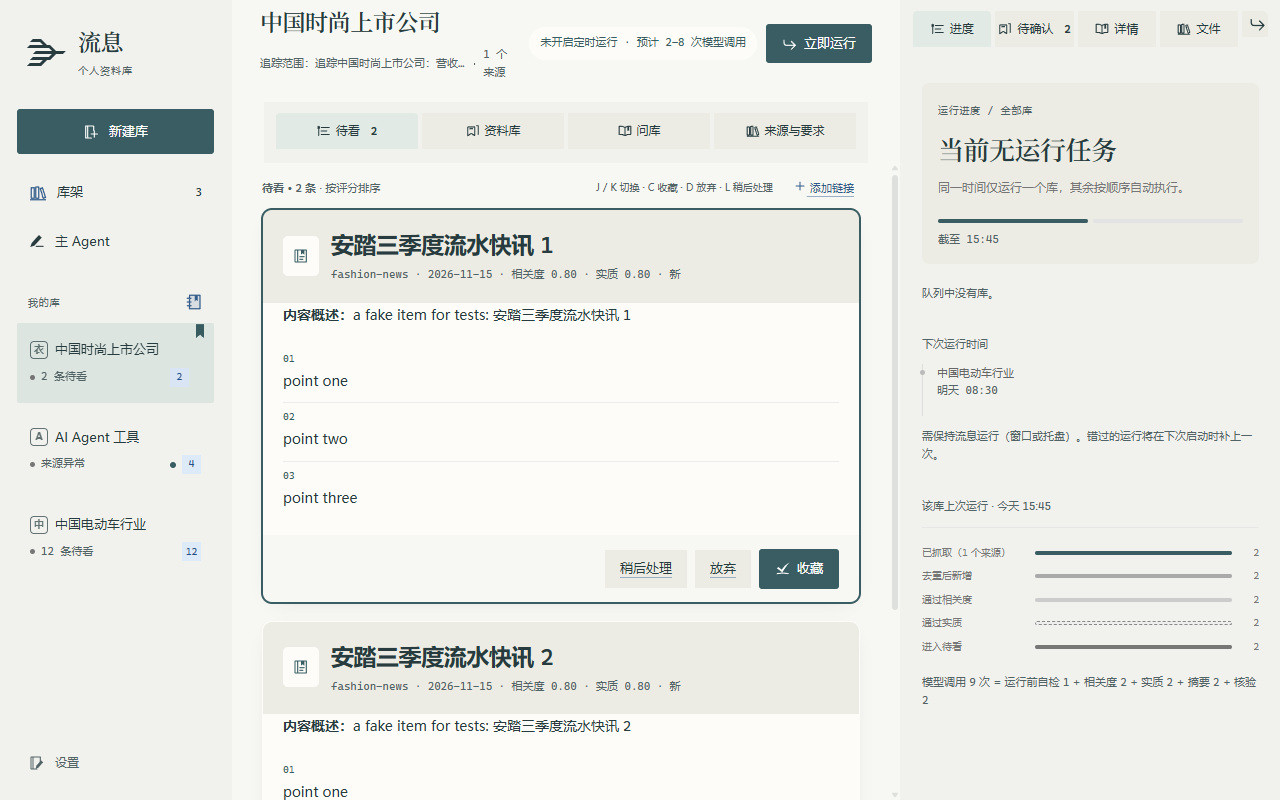 流息
个人资料库
新建库
库架 3
主 Agent
我的库
衣 中国时尚上市公司
2 条待看 2
A AI Agent 工具
来源异常 4
中 中国电动车行业
12 条待看 12
设置
中国时尚上市公司
追踪范围：追踪中国时尚上市公司：营收… · 1 个
来源
未开启定时运行 · 预计 2–8 次模型调用
立即运行
待看 2
资料库
问库
来源与要求
待看 • 2 条 · 按评分排序
J / K 切换 · C 收藏 · D 放弃 · L 稍后处理
添加链接
安踏三季度流水快讯 1
fashion-news · 2026-11-15 · 相关度 0.80 · 实质 0.80 · 新
内容概述：a fake item for tests: 安踏三季度流水快讯 1
01
point one
02
point two
03
point three
稍后处理
放弃
收藏
安踏三季度流水快讯 2
fashion-news · 2026-11-15 · 相关度 0.80 · 实质 0.80 · 新
内容概述：a fake item for tests: 安踏三季度流水快讯 2
01
point one
进度
待确认 2
详情
文件
运行进度 / 全部库
当前无运行任务
同一时间仅运行一个库，其余按顺序自动执行。
截至 15:45
队列中没有库。
下次运行时间
中国电动车行业
明天 08:30
需保持流息运行（窗口或托盘）。错过的运行将在下次启动时补上一
次。
该库上次运行 · 今天 15:45
已抓取（1 个来源） 2
去重后新增 2
通过相关度 2
通过实质 2
进入待看 2
模型调用 9 次 = 运行前自检 1 + 相关度 2 + 实质 2 + 摘要 2 + 核验
2